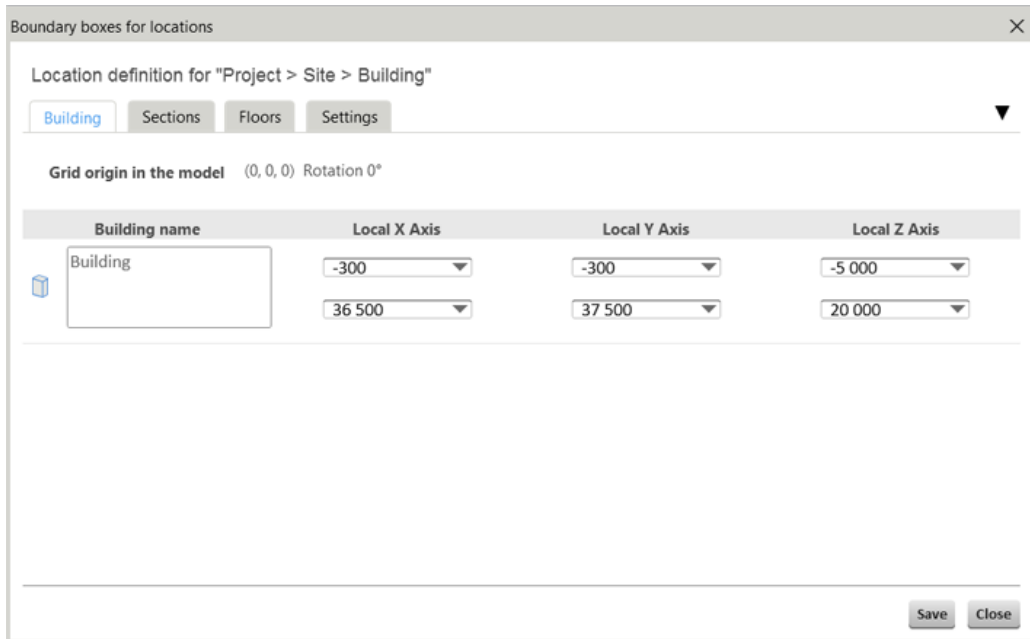 Boundary boxes for locations
Location definition for "Project > Site > Building"
Building Sections Floors Settings
Grid origin in the model (0, 0, 0) Rotation 0°
Building name Local X Axis Local Y Axis Local Z Axis
Building -300 -300 -5 000
36 500 37 500 20 000
Save Close